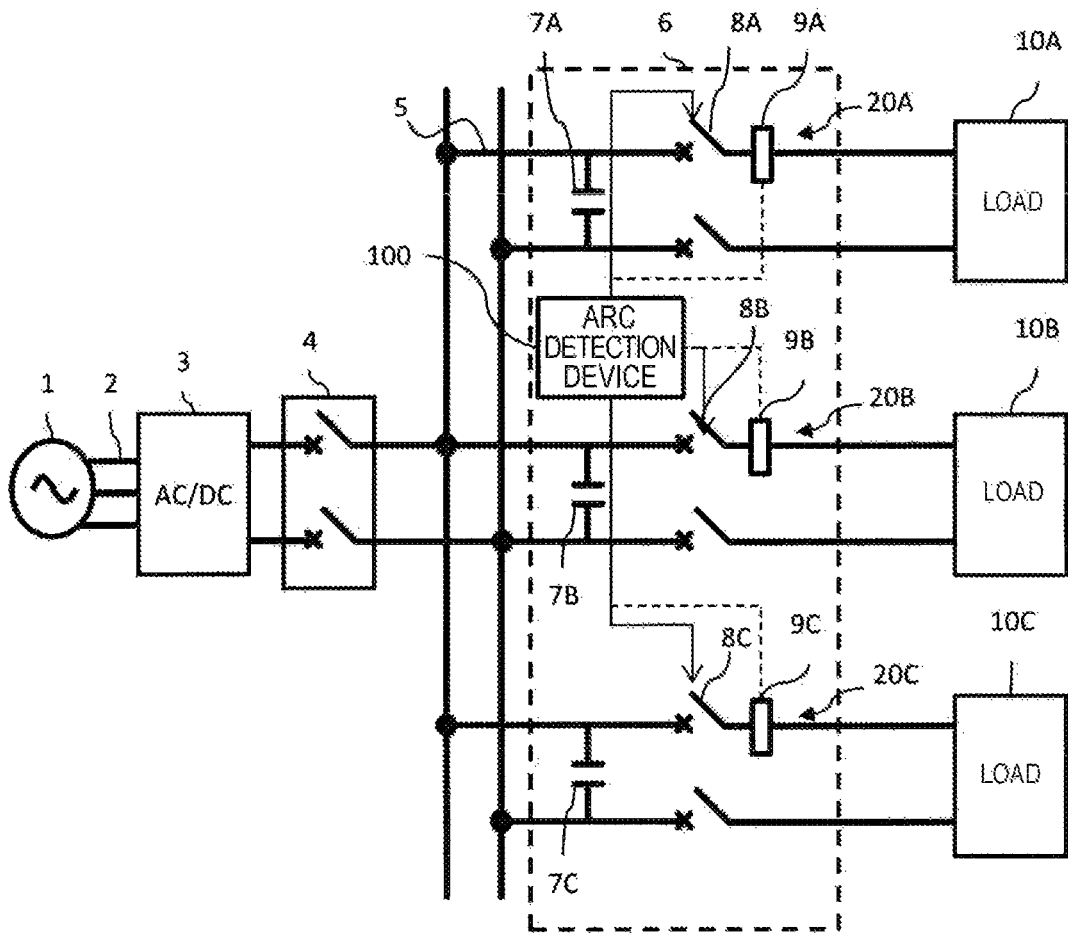 7A
6
8A
9A
10A
5
20A
LOAD
100
ARC
DETECTION
DEVICE
8B
9B
10B
1
2
3
4
20B
AC/DC
LOAD
7B
8C
9C
10C
20C
LOAD
7C